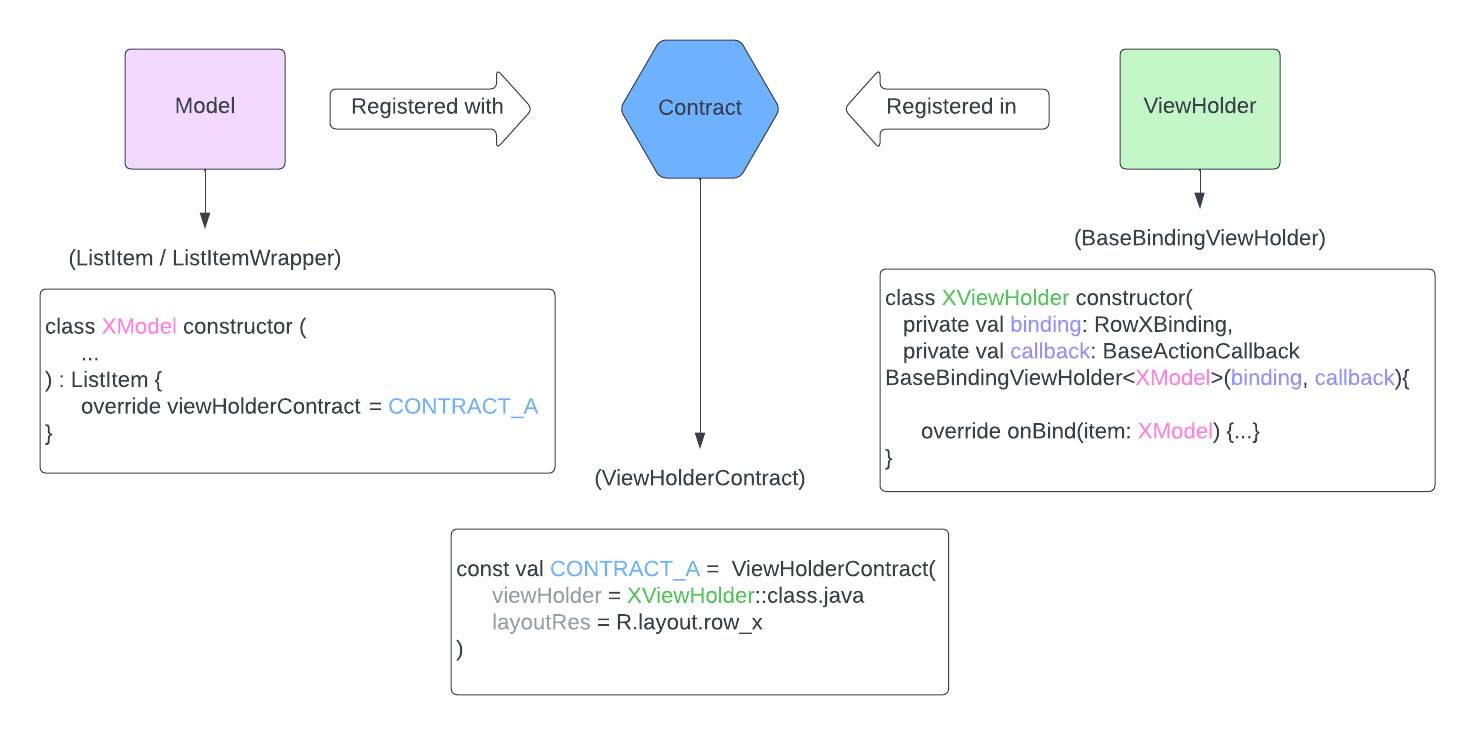 Model
Registered with
Contract
Registered in
ViewHolder
(ListItem / ListItemWrapper)
class XModel constructor (
...
) : ListItem {
override viewHolderContract = CONTRACT_A
}
(BaseBindingViewHolder)
class XViewHolder constructor(
private val binding: RowXBinding,
private val callback: BaseActionCallback
BaseBindingViewHolder<XModel>(binding, callback){
override onBind(item: XModel) {...}
}
(ViewHolderContract)
const val CONTRACT_A = ViewHolderContract(
viewHolder = XViewHolder::class.java
layoutRes = R.layout.row_x
)